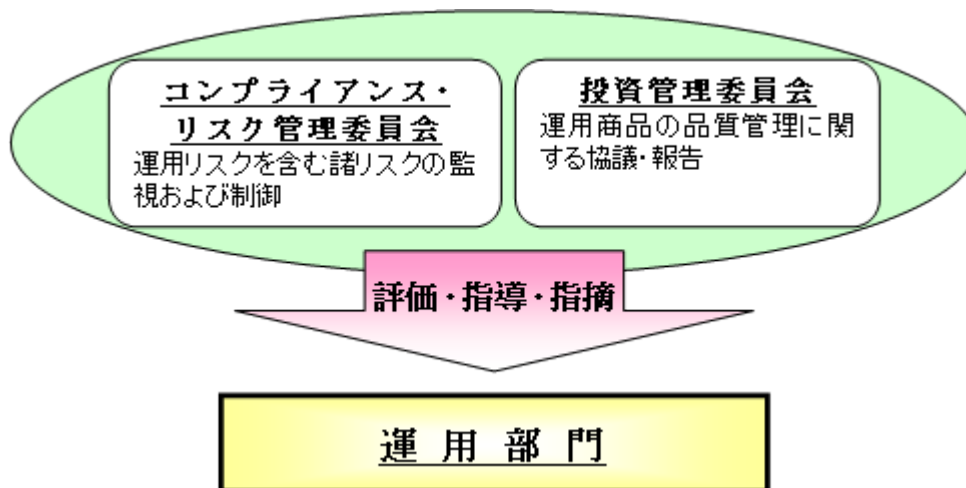 コンプライアンス・
リスク管理委員会
運用リスクを含む諸リスクの監
視および制御
投資管理委員会
運用商品の品質管理に関
する協議・報告
評価・指導・指摘
運用部門